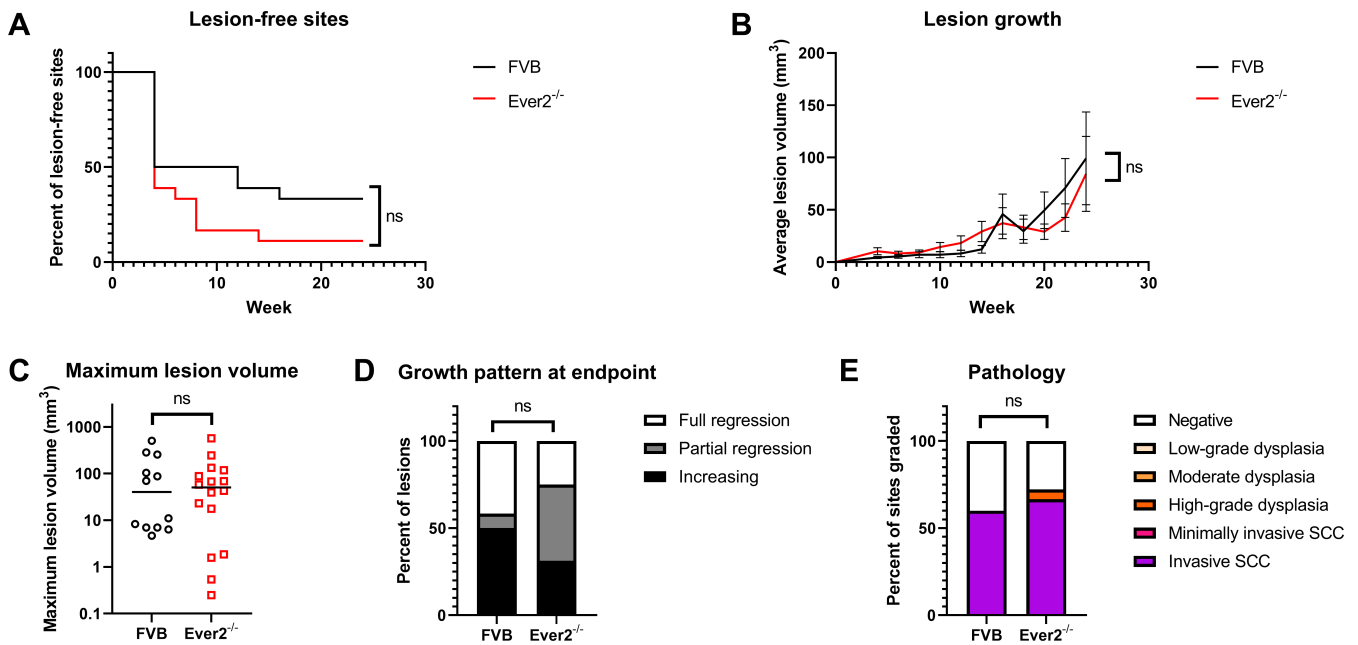 A
Lesion-free sites
Percent of lesion-free sites
100
50
0
0
10
20
30
Week
FVB
Ever2-/-
ns
B
Lesion growth
Average lesion volume (mm3)
200
150
100
50
0
0
10
20
30
Week
FVB
Ever2-/-
ns
C
Maximum lesion volume
Maximum lesion volume (mm3)
ns
1000
100
10
1
0.1
FVB
Ever2-/-
D
Growth pattern at endpoint
Percent of lesions
ns
100
50
0
FVB
Ever2-/-
Full regression
Partial regression
Increasing
E
Pathology
Percent of sites graded
ns
100
50
0
FVB
Ever2-/-
Negative
Low-grade dysplasia
Moderate dysplasia
High-grade dysplasia
Minimally invasive SCC
Invasive SCC